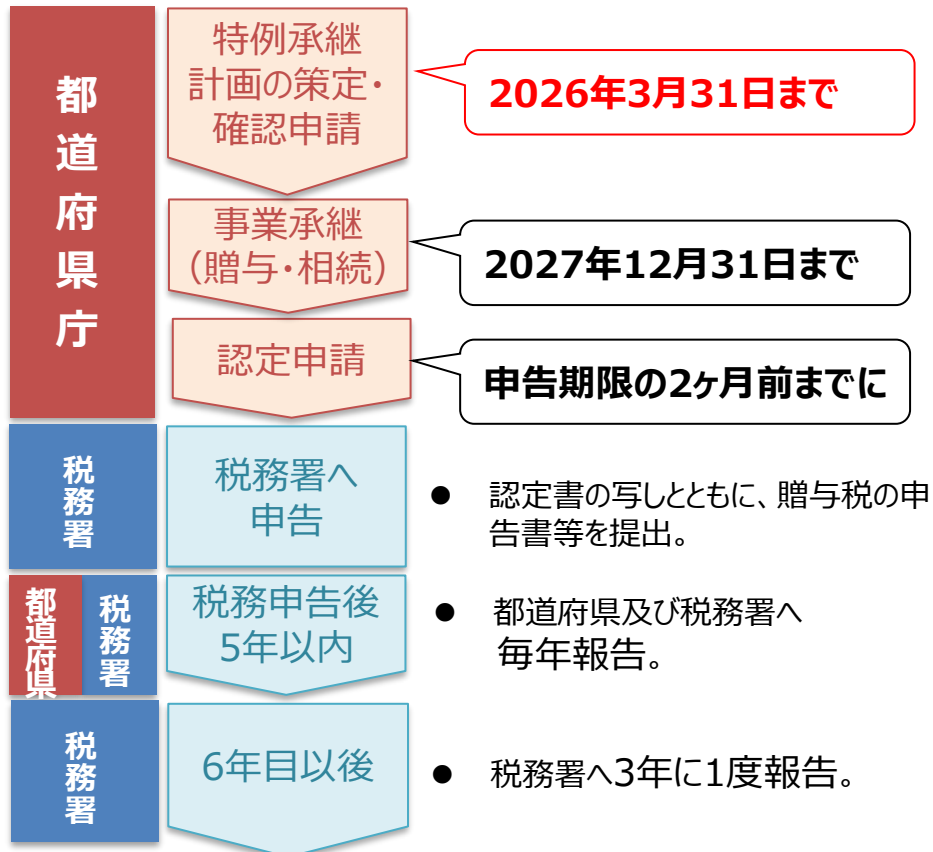 都道府県庁
特例承継
計画の策定・
確認申請
2026年3月31日まで
事業承継
（贈与・相続）
2027年12月31日まで
認定申請
申告期限の2ヶ月前までに
税務署
税務署へ
申告
● 認定書の写しとともに、贈与税の申
告書等を提出。
都道府県
税務署
税務申告後
5年以内
● 都道府県及び税務署へ
毎年報告。
税務署
6年目以後
● 税務署へ3年に1度報告。